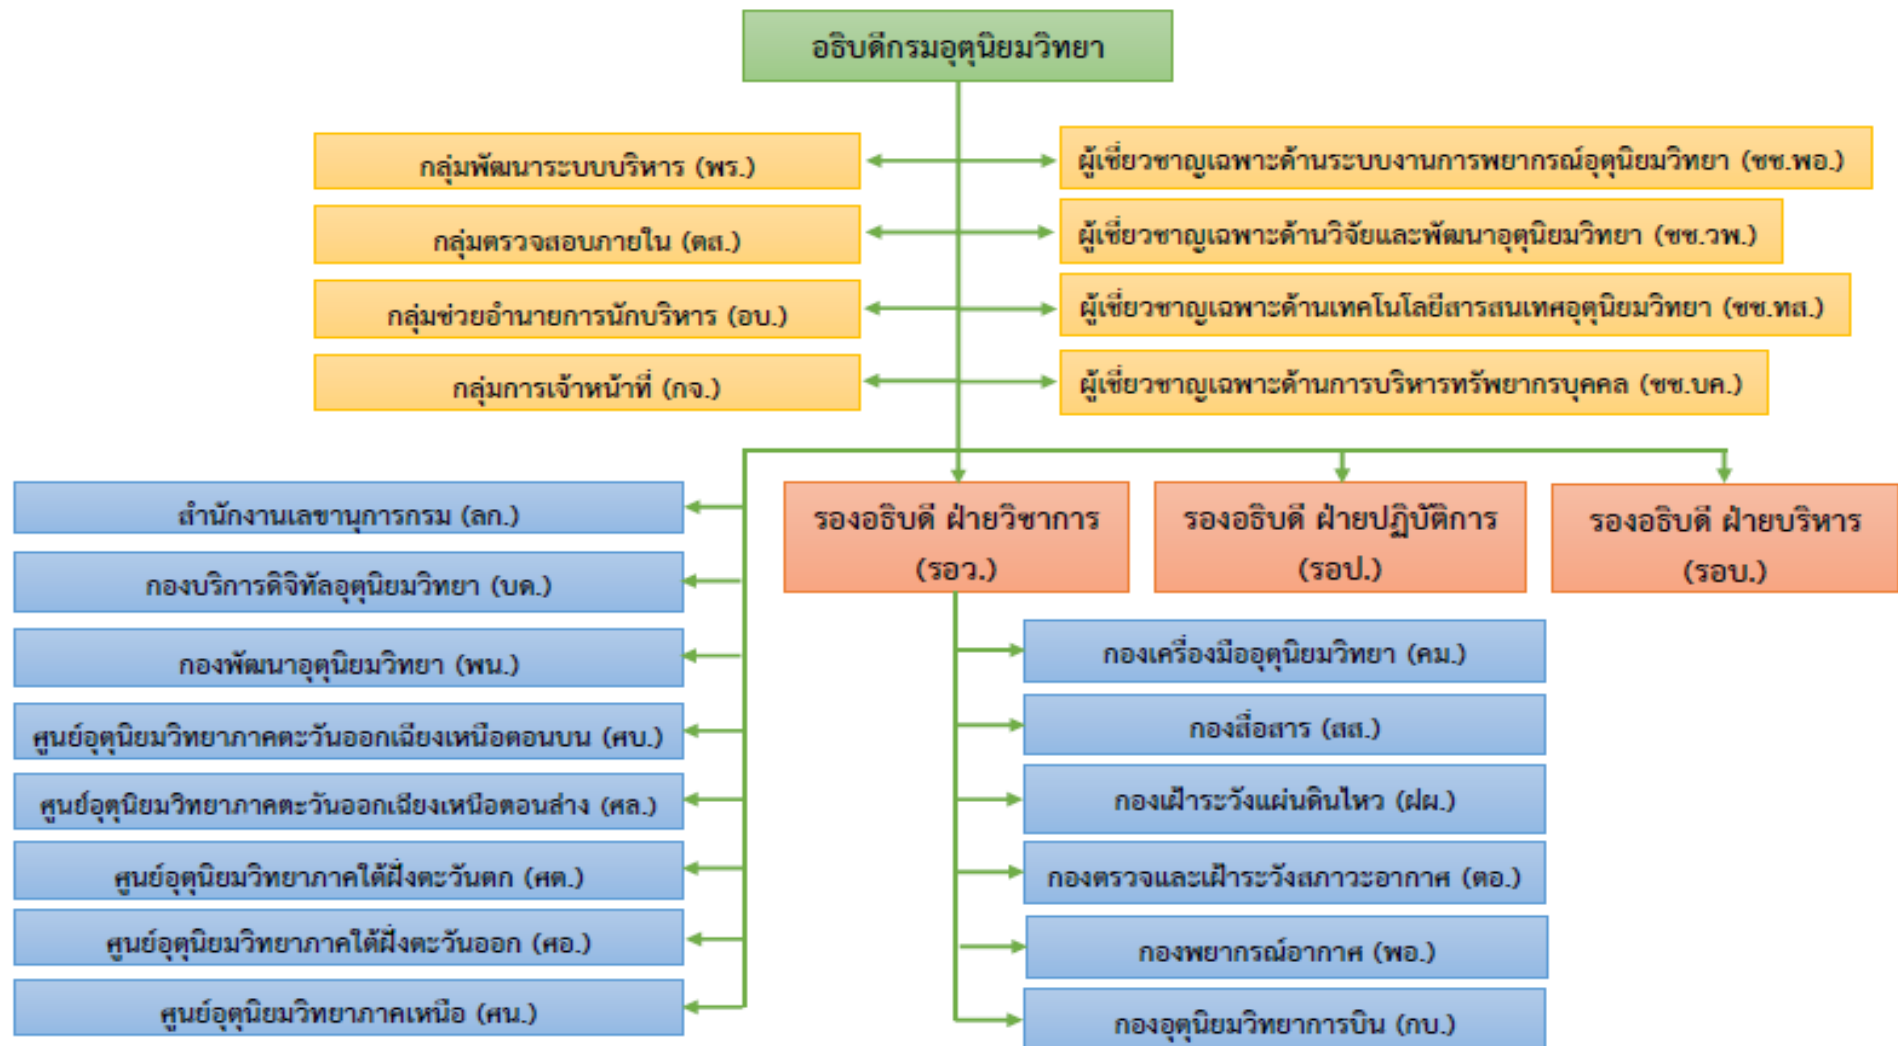 อธิบดีกรมอุตุนิยมวิทยา
กลุ่มพัฒนาระบบบริหาร (พร.)
ผู้เชี่ยวชาญเฉพาะด้านระบบงานการพยากรณ์อุตุนิยมวิทยา (ชช.พอ.)
กลุ่มตรวจสอบภายใน (ตส.)
ผู้เชี่ยวชาญเฉพาะด้านวิจัยและพัฒนาอุตุนิยมวิทยา (ชช.วพ.)
กลุ่มช่วยอำนายการนักบริหาร (อบ.)
ผู้เชี่ยวชาญเฉพาะด้านเทคโนโลยีสารสนเทศอุตุนิยมวิทยา (ชช.ทส.)
กลุ่มการเจ้าหน้าที่ (กจ.)
ผู้เชี่ยวชาญเฉพาะด้านการบริหารทรัพยากรบุคคล (ชช.บค.)
สำนักงานเลขานุการกรม (ลก.)
กองบริการดิจิทัลอุตุนิยมวิทยา (บด.)
กองพัฒนาอุตุนิยมวิทยา (พน.)
ศูนย์อุตุนิยมวิทยาภาคตะวันออกเฉียงเหนือตอนบน (ศบ.)
ศูนย์อุตุนิยมวิทยาภาคตะวันออกเฉียงเหนือตอนล่าง (ศล.)
ศูนย์อุตุนิยมวิทยาภาคใต้ฝั่งตะวันตก (ศต.)
ศูนย์อุตุนิยมวิทยาภาคใต้ฝั่งตะวันออก (ศอ.)
ศูนย์อุตุนิยมวิทยาภาคเหนือ (ศน.)
รองอธิบดี ฝ่ายวิชาการ
(รอว.)
รองอธิบดี ฝ่ายปฏิบัติการ
(รอป.)
รองอธิบดี ฝ่ายบริหาร
(รอบ.)
กองเครื่องมืออุตุนิยมวิทยา (คม.)
กองสื่อสาร (สส.)
กองเฝ้าระวังแผ่นดินไหว (ฝผ.)
กองตรวจและเฝ้าระวังสภาวะอากาศ (ตอ.)
กองพยากรณ์อากาศ (พอ.)
กองอุตุนิยมวิทยาการบิน (กบ.)